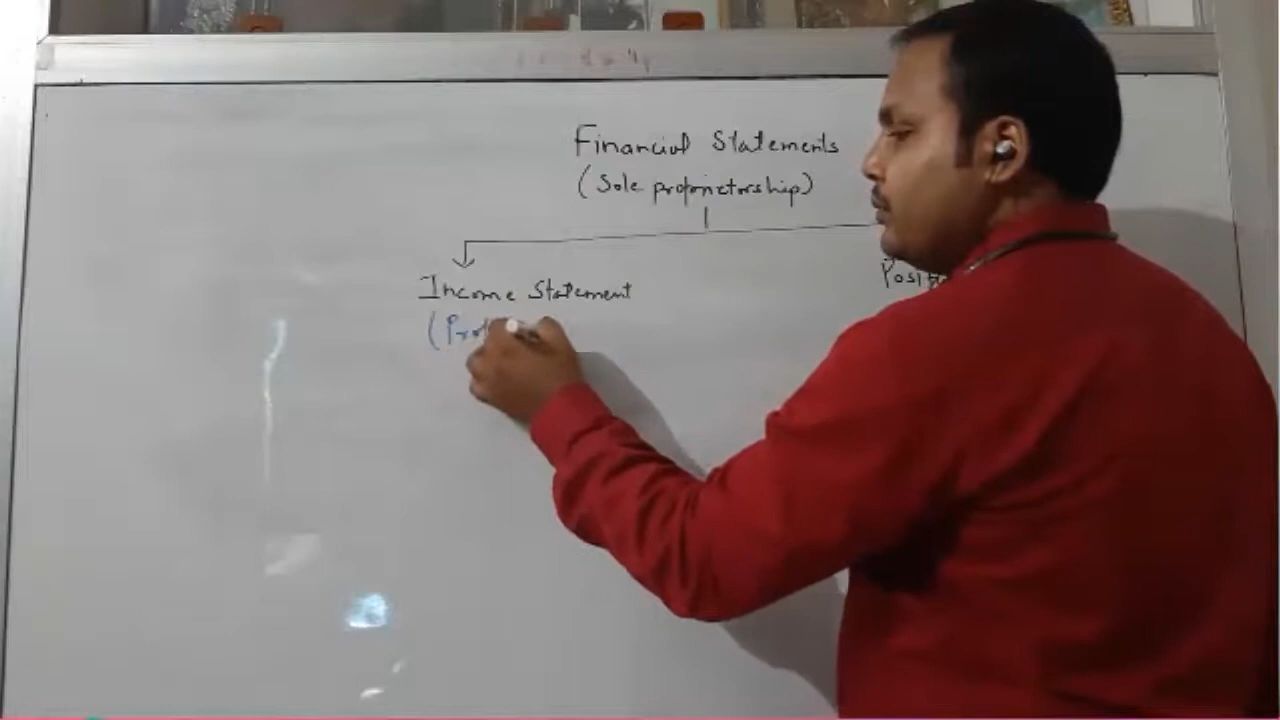 Financial Statements
(Sole proprietorship)
Income Statement